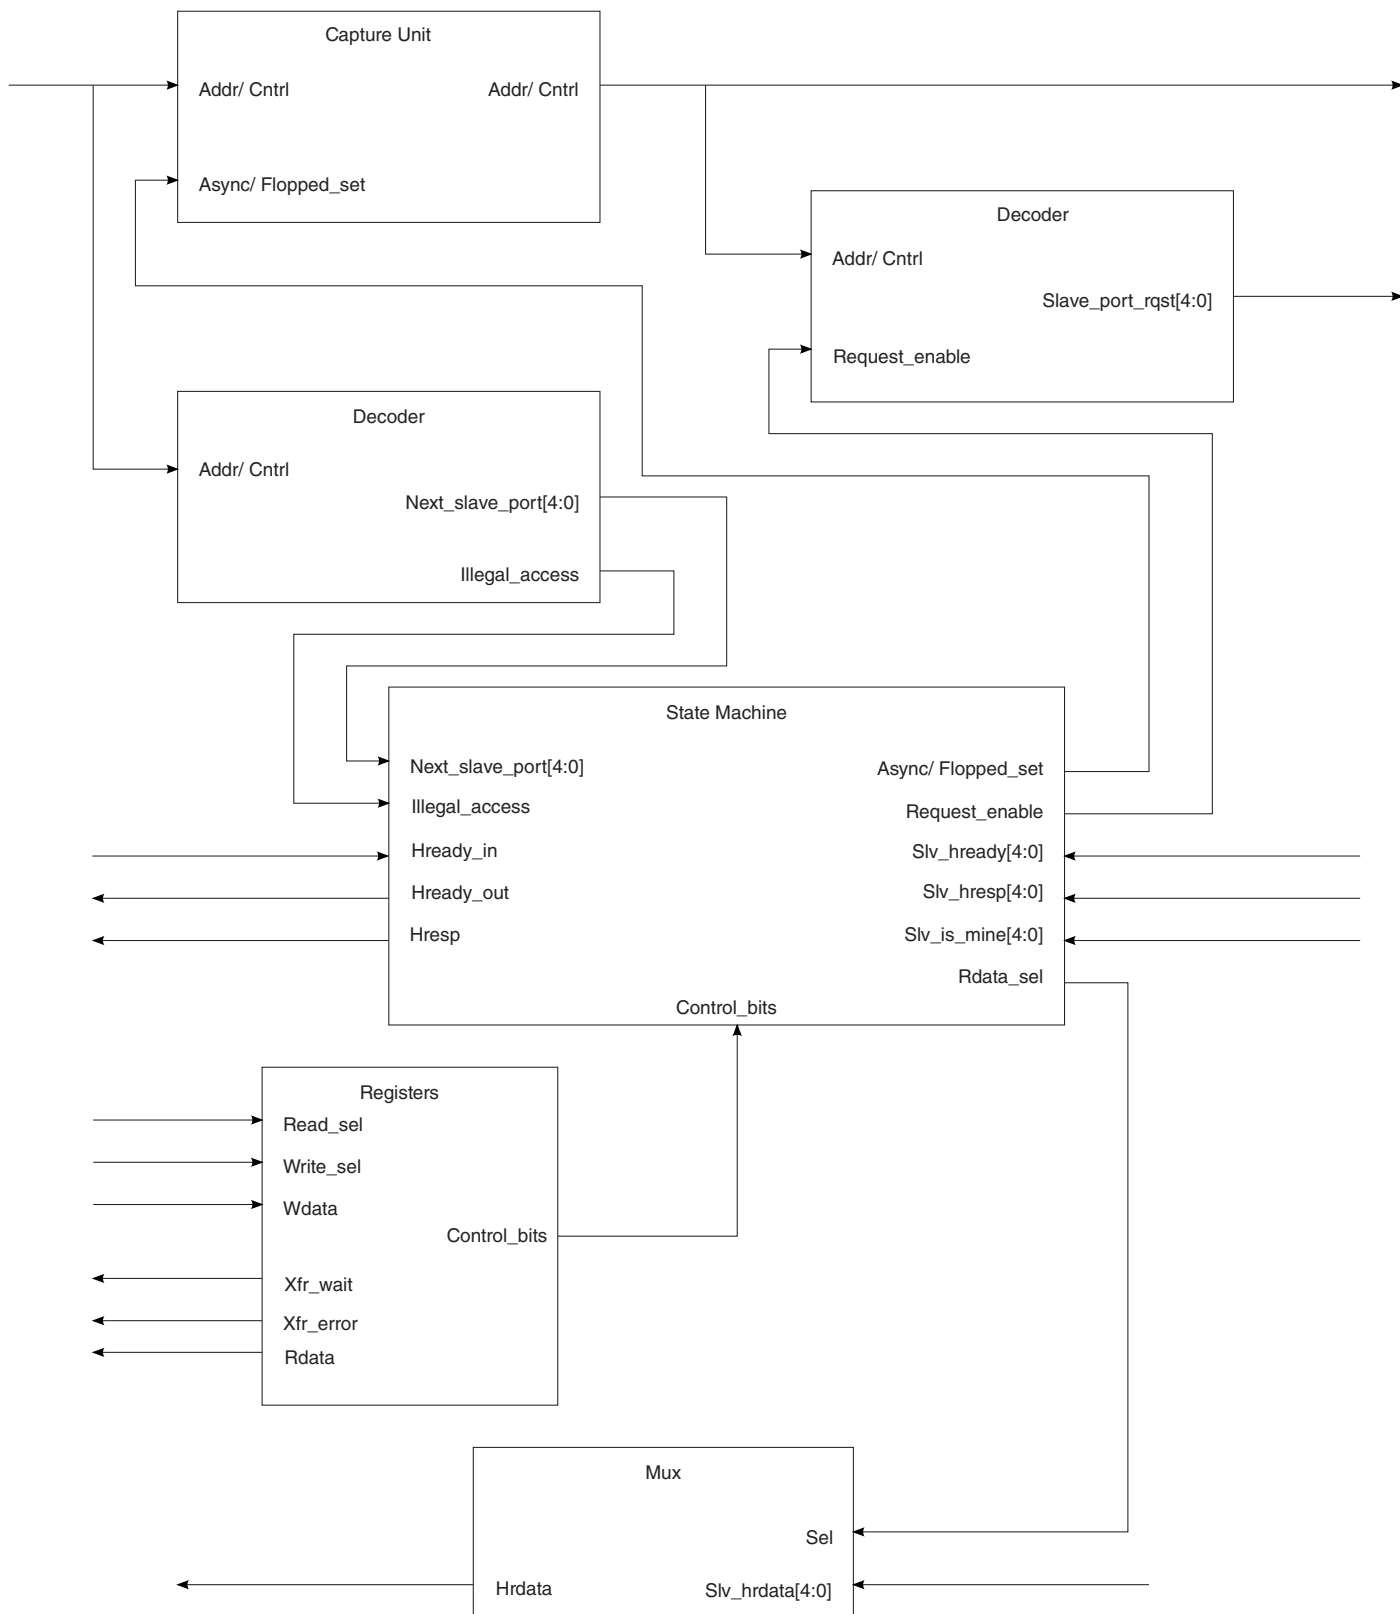 Capture Unit
Addr/ Cntrl
Addr/ Cntrl
Async/ Flopped_set
Decoder
Addr/ Cntrl
Slave_port_rqst[4:0]
Request_enable
Decoder
Addr/ Cntrl
Next_slave_port[4:0]
Illegal_access
State Machine
Next_slave_port[4:0]
Async/ Flopped_set
Illegal_access
Request_enable
Hready_in
Slv_hready[4:0]
Hready_out
Slv_hresp[4:0]
Hresp
Slv_is_mine[4:0]
Rdata_sel
Control_bits
Registers
Read_sel
Write_sel
Wdata
Control_bits
Xfr_wait
Xfr_error
Rdata
Mux
Sel
Hrdata
Slv_hrdata[4:0]